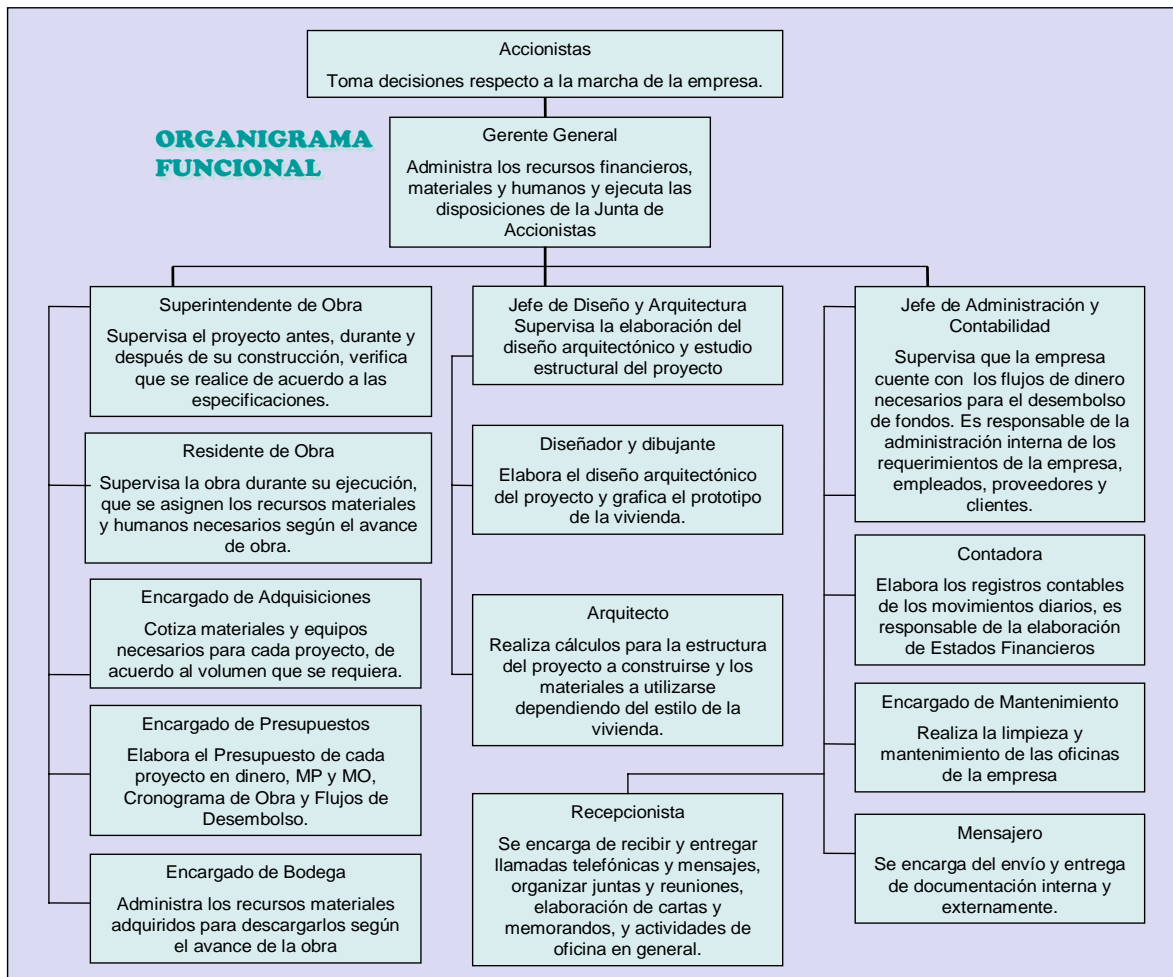 Accionistas
Toma decisiones respecto a la marcha de la empresa.
ORGANIGRAMA
FUNCIONAL
Gerente General
Administra los recursos financieros,
materiales y humanos y ejecuta las
disposiciones de la Junta de
Accionistas
Superintendente de Obra
Supervisa el proyecto antes, durante y
después de su construcción, verifica
que se realice de acuerdo a las
especificaciones.
Residente de Obra
Supervisa la obra durante su ejecución,
que se asignen los recursos materiales
y humanos necesarios según el avance
de obra.
Encargado de Adquisiciones
Cotiza materiales y equipos
necesarios para cada proyecto, de
acuerdo al volumen que se requiera.
Encargado de Presupuestos
Elabora el Presupuesto de cada
proyecto en dinero, MP y MO,
Cronograma de Obra y Flujos de
Desembolso.
Encargado de Bodega
Administra los recursos materiales
adquiridos para descargarlos según
el avance de la obra
Jefe de Diseño y Arquitectura
Supervisa la elaboración del
diseño arquitectónico y estudio
estructural del proyecto
Diseñador y dibujante
Elabora el diseño arquitectónico
del proyecto y grafica el prototipo
de la vivienda.
Arquitecto
Realiza cálculos para la estructura
del proyecto a construirse y los
materiales a utilizarse
dependiendo del estilo de la
vivienda.
Recepcionista
Se encarga de recibir y entregar
llamadas telefónicas y mensajes,
organizar juntas y reuniones,
elaboración de cartas y
memorandos, y actividades de
oficina en general.
Jefe de Administración y
Contabilidad
Supervisa que la empresa
cuente con los flujos de dinero
necesarios para el desembolso
de fondos. Es responsable de la
administración interna de los
requerimientos de la empresa,
empleados, proveedores y
clientes.
Contadora
Elabora los registros contables
de los movimientos diarios, es
responsable de la elaboración
de Estados Financieros
Encargado de Mantenimiento
Realiza la limpieza y
mantenimiento de las oficinas
de la empresa
Mensajero
Se encarga del envío y entrega
de documentación interna y
externamente.